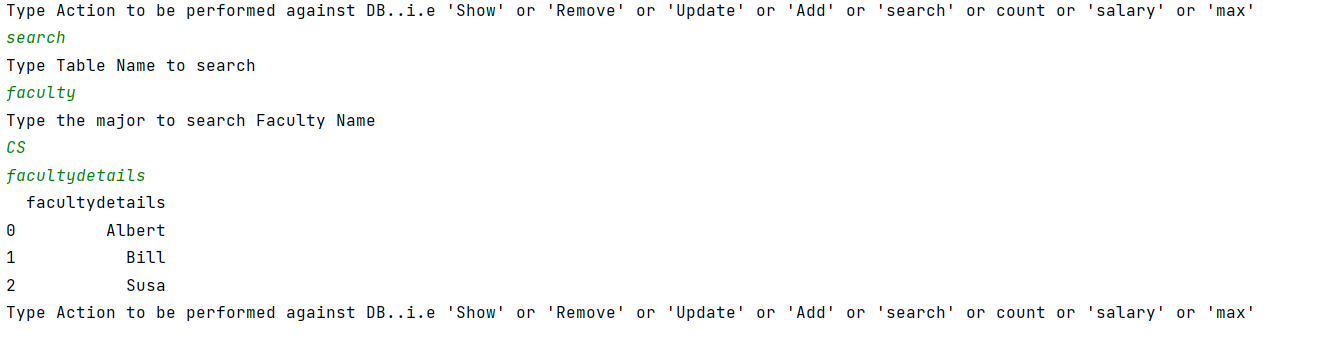 Type Action to be performed against DB..i.e 'Show' or 'Remove' or 'Update' or 'Add' or 'search' or count or 'salary' or 'max'
search
Type Table Name to search
faculty
Type the major to search Faculty Name
CS
facultydetails
  facultydetails
0         Albert
1           Bill
2           Susa
Type Action to be performed against DB..i.e 'Show' or 'Remove' or 'Update' or 'Add' or 'search' or count or 'salary' or 'max'